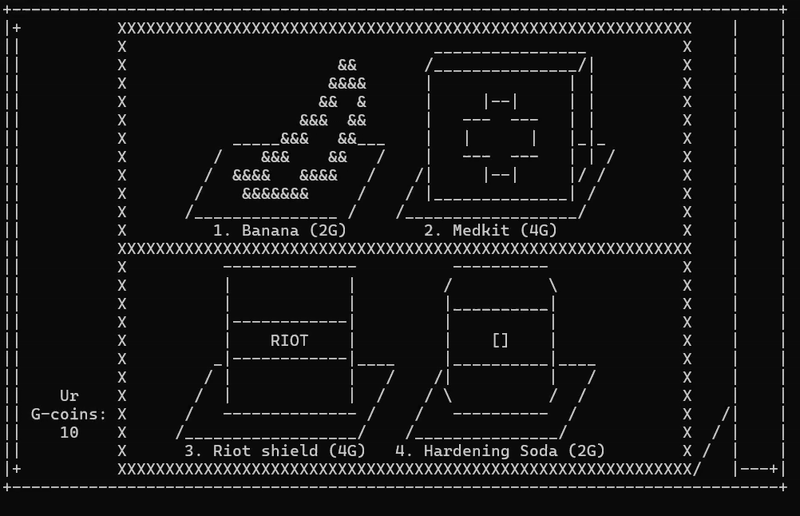 1. Banana (2G)
2. Medkit (4G)
RIOT
[]
Ur
G-coins:
10
3. Riot shield (4G)
4. Hardening Soda (2G)